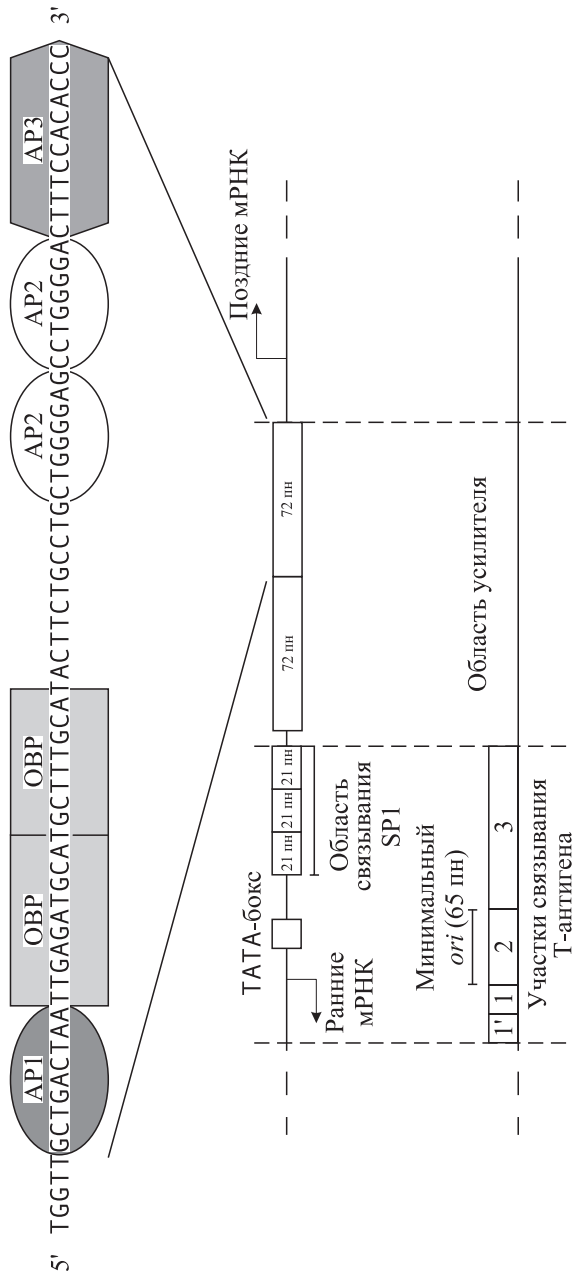 AP1 OBP OBP AP2 AP2 AP3
5' TGGTTGCTGACTAATTGAGATGCATGCTTTGCATACTTCTGCCTGCTGGGGAGCCTGGGGACTTTCCACACCC 3'
Поздние мРНК
TATA-бокс
21 пн 21 пн 21 пн 72 пн 72 пн
Ранние
мРНК
Область
связывания
SP1
Минимальный
ori (65 пн)
Область усилителя
1' 1 2 3
Участки связывания
Т-антигена